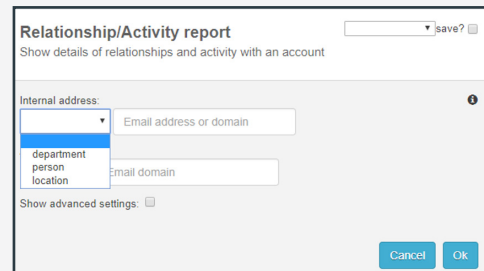 Relationship/Activity report
save?
Show details of relationships and activity with an account
Internal address:
Email address or domain
department
person
location
Email domain
Show advanced settings:
Cancel
Ok